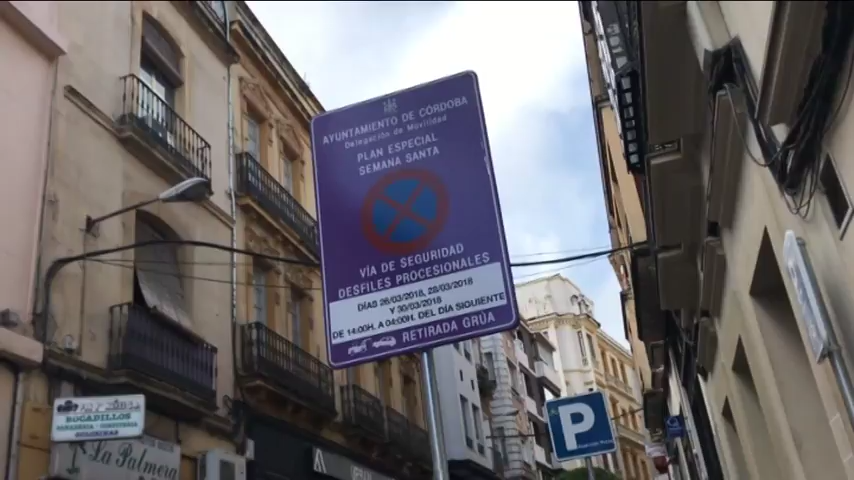 AYUNTAMIENTO DE CÓRDOBA
Delegación de Movilidad
PLAN ESPECIAL
SEMANA SANTA
VÍA DE SEGURIDAD
DESFILES PROCESIONALES
DÍAS 26/03/2018, 28/03/2018
Y 30/03/2018
DE 14:00H. A 04:00H. DEL DÍA SIGUIENTE
RETIRADA GRÚA
BOCADILLOS
La Palmera
P